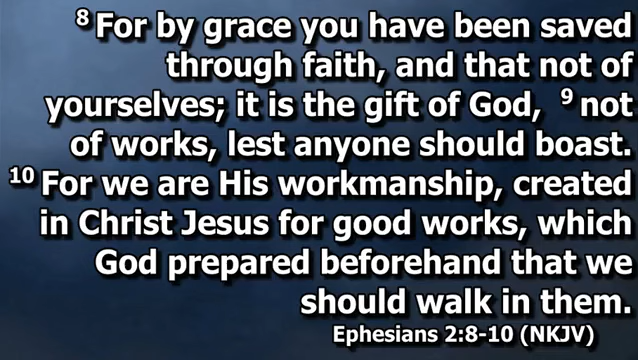 ⁸ For by grace you have been saved
through faith, and that not of
yourselves; it is the gift of God, ⁹ not
of works, lest anyone should boast.
¹⁰ For we are His workmanship, created
in Christ Jesus for good works, which
God prepared beforehand that we
should walk in them.
Ephesians 2:8-10 (NKJV)